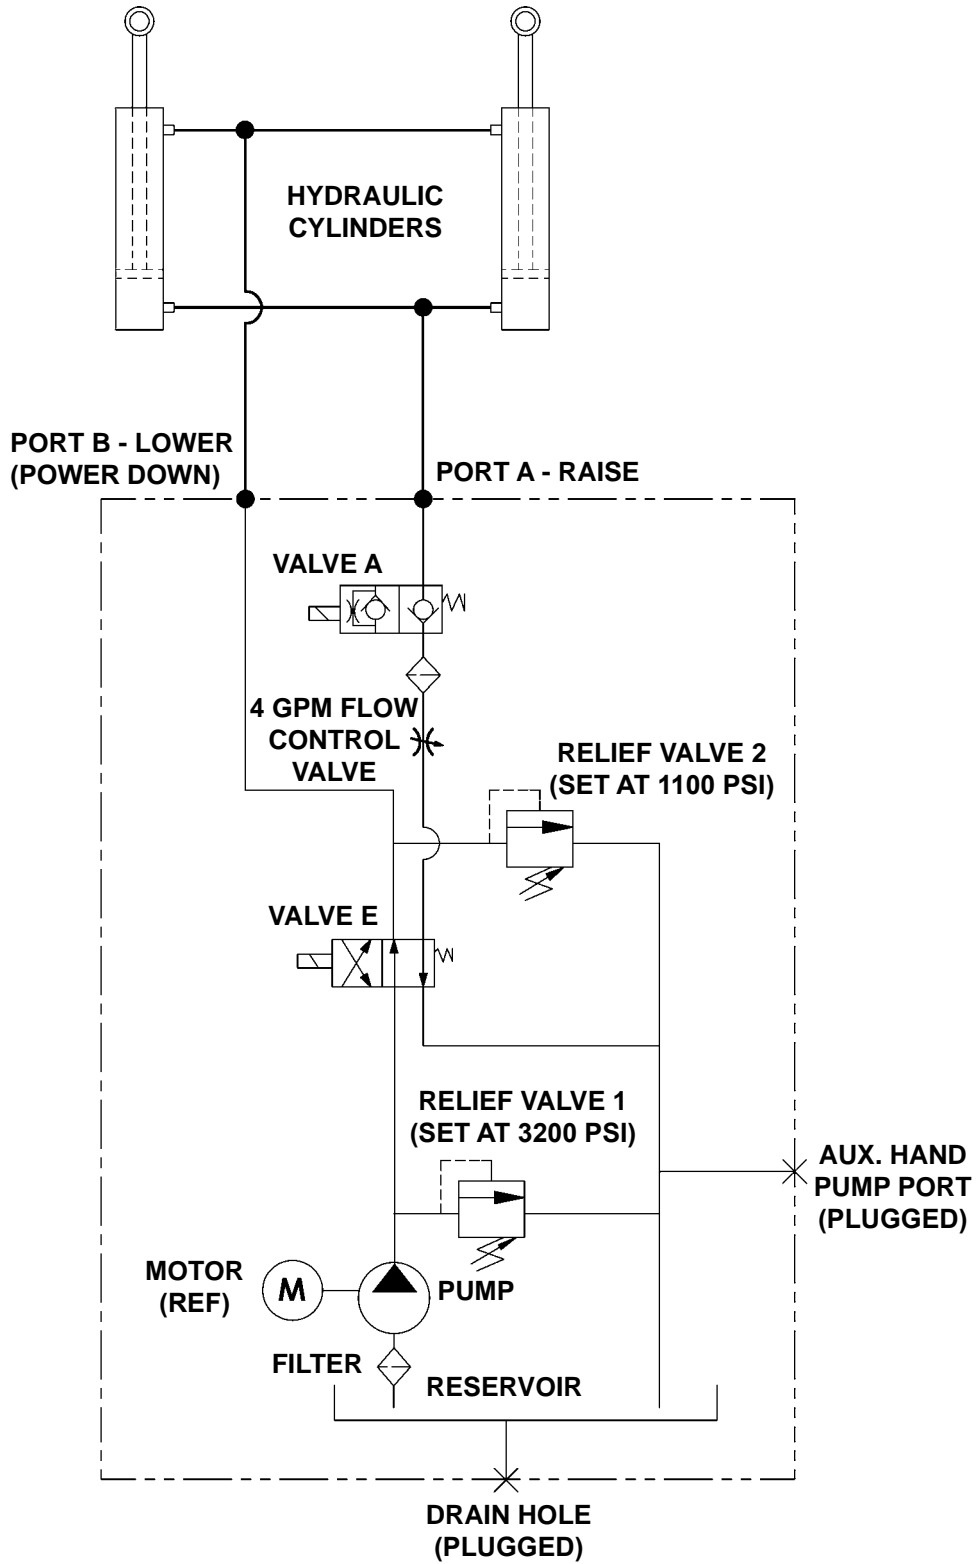 HYDRAULIC
CYLINDERS
PORT B - LOWER
(POWER DOWN)
PORT A - RAISE
VALVE A
4 GPM FLOW
CONTROL
VALVE
RELIEF VALVE 2
(SET AT 1100 PSI)
VALVE E
RELIEF VALVE 1
(SET AT 3200 PSI)
AUX. HAND
PUMP PORT
(PLUGGED)
MOTOR
(REF)
M
PUMP
FILTER
RESERVOIR
DRAIN HOLE
(PLUGGED)